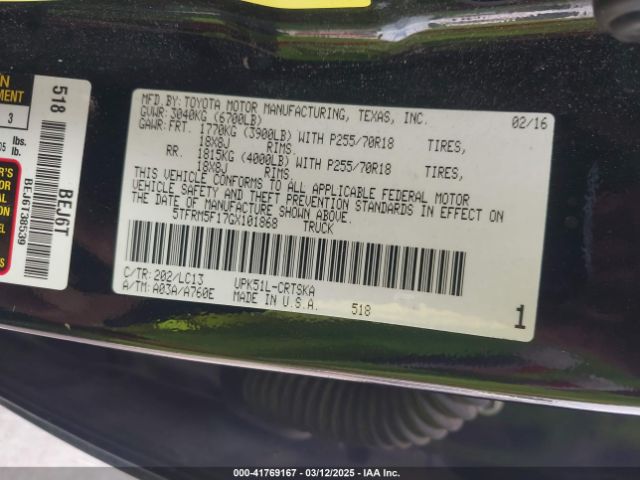 MFD.BY:TOYOTA MOTOR MANUFACTURING, TEXAS, INC. 02/16
GVWR:3040KG (6700LB)
GAWR:FRT. 1770KG (3900LB) WITH P255/70R18 TIRES,
18X8J RIMS.
RR. 1815KG (4000LB) WITH P255/70R18 TIRES,
18X8J RIMS.
THIS VEHICLE CONFORMS TO ALL APPLICABLE FEDERAL MOTOR
VEHICLE SAFETY AND THEFT PREVENTION STANDARDS IN EFFECT ON
THE DATE OF MANUFACTURE SHOWN ABOVE.
5TFRM5F17GX101868 TRUCK
C/TR:202/LC13 UPK51L-CRTSKA
A/TM:A03A/A760E MADE IN U.S.A. 518
1
518
BEJ6T
BEJ6T38539
MENT
3
lbs.
lb.
000-41769167 - 03/12/2025 - IAA Inc.